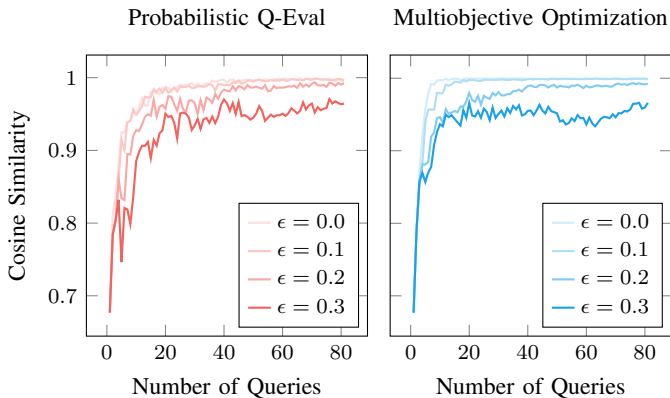 Probabilistic Q-Eval
Multiobjective Optimization
Cosine Similarity
1
0.9
0.8
0.7
0 20 40 60 80
Number of Queries
ϵ = 0.0
ϵ = 0.1
ϵ = 0.2
ϵ = 0.3
0 20 40 60 80
Number of Queries
ϵ = 0.0
ϵ = 0.1
ϵ = 0.2
ϵ = 0.3